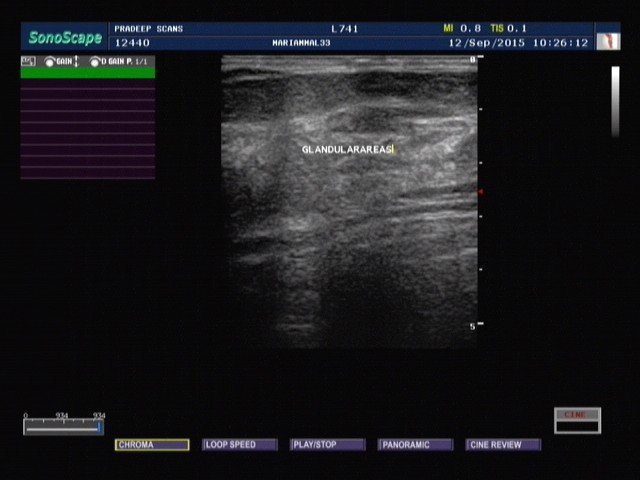 SonoScape
PRADEEP SCANS L741 MI 0.8 TIS 0.1
12440 MARIAMMAL33 12/Sep/2015 10:26:12
GAIN D GAIN P. 1/1
0
GLANDULARAREAS
5
0 934 934
CINE
CHROMA LOOP SPEED PLAY/STOP PANORAMIC CINE REVIEW